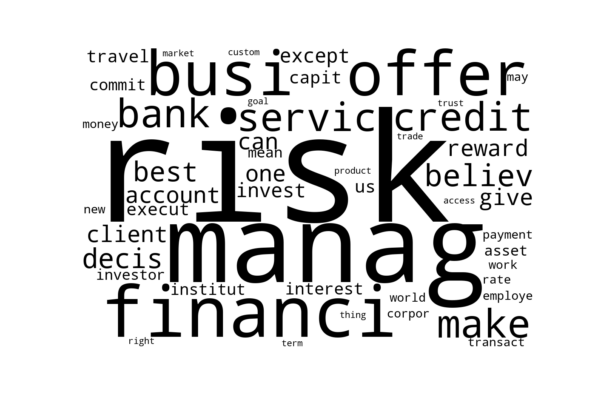 travel market custom except
busi offer
commit capit may
goal trust
money bank servic credit
can trade
risk
mean reward
best one product us believ
account invest access give
new execut
client manag payment
decis asset
investor work
institut interest rate
world employe
financi thing corpor make
right term transact